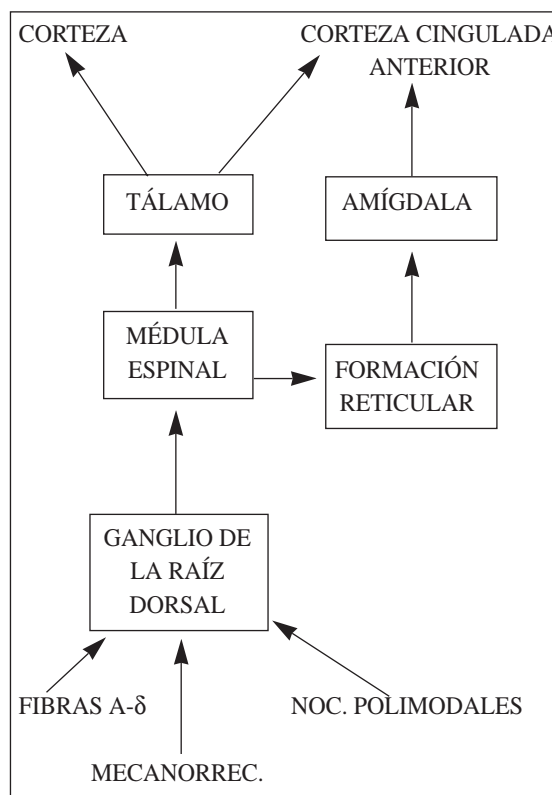 CORTEZA
CORTEZA CINGULADA
ANTERIOR
TÁLAMO
AMÍGDALA
MÉDULA
ESPINAL
FORMACIÓN
RETICULAR
GANGLIO DE
LA RAÍZ
DORSAL
FIBRAS A-δ
NOC. POLIMODALES
MECANORREC.